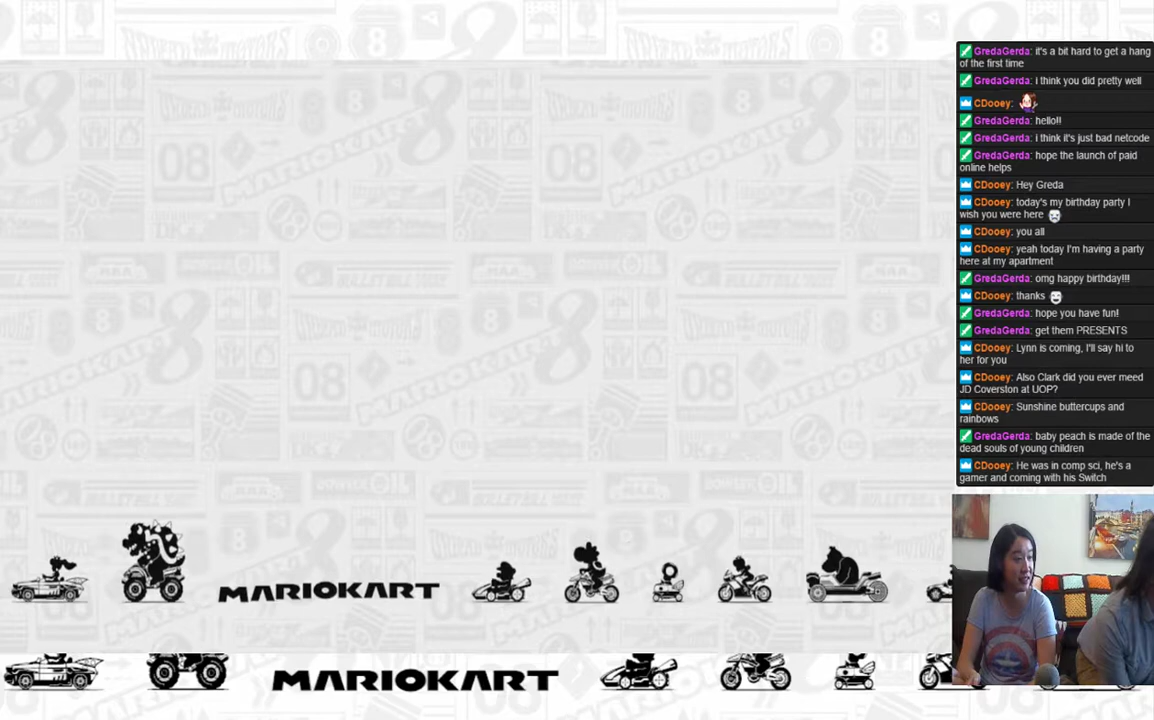 GredaGerda: it's a bit hard to get a hang
of the first time
GredaGerda: i think you did pretty well
CDooey:
GredaGerda: hello!!
GredaGerda: i think it's just bad netcode
GredaGerda: hope the launch of paid
online helps
CDooey: Hey Greda
CDooey: today's my birthday party I
wish you were here
CDooey: you all
CDooey: yeah today I'm having a party
here at my apartment
GredaGerda: omg happy birthday!!!
CDooey: thanks
GredaGerda: hope you have fun!
GredaGerda: get them PRESENTS
CDooey: Lynn is coming, I'll say hi to
her for you
CDooey: Also Clark did you ever meed
JD Coverston at UOP?
CDooey: Sunshine buttercups and
rainbows
GredaGerda: baby peach is made of the
dead souls of young children
CDooey: He was in comp sci, he's a
gamer and coming with his Switch
MARIOKART
MARIOKART